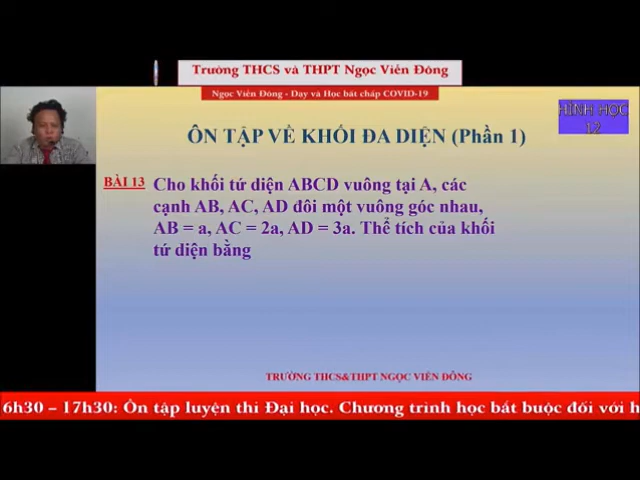 Trường THCS và THPT Ngọc Viễn Đông
Ngọc Viễn Đông - Dạy và Học bất chấp COVID-19
HÌNH HỌC
12
ÔN TẬP VỀ KHỐI ĐA DIỆN (Phần 1)
BÀI 13 Cho khối tứ diện ABCD vuông tại A, các
cạnh AB, AC, AD đôi một vuông góc nhau,
AB = a, AC = 2a, AD = 3a. Thể tích của khối
tứ diện bằng
TRƯỜNG THCS&THPT NGỌC VIỄN ĐÔNG
6h30 – 17h30: Ôn tập luyện thi Đại học. Chương trình học bắt buộc đối với h